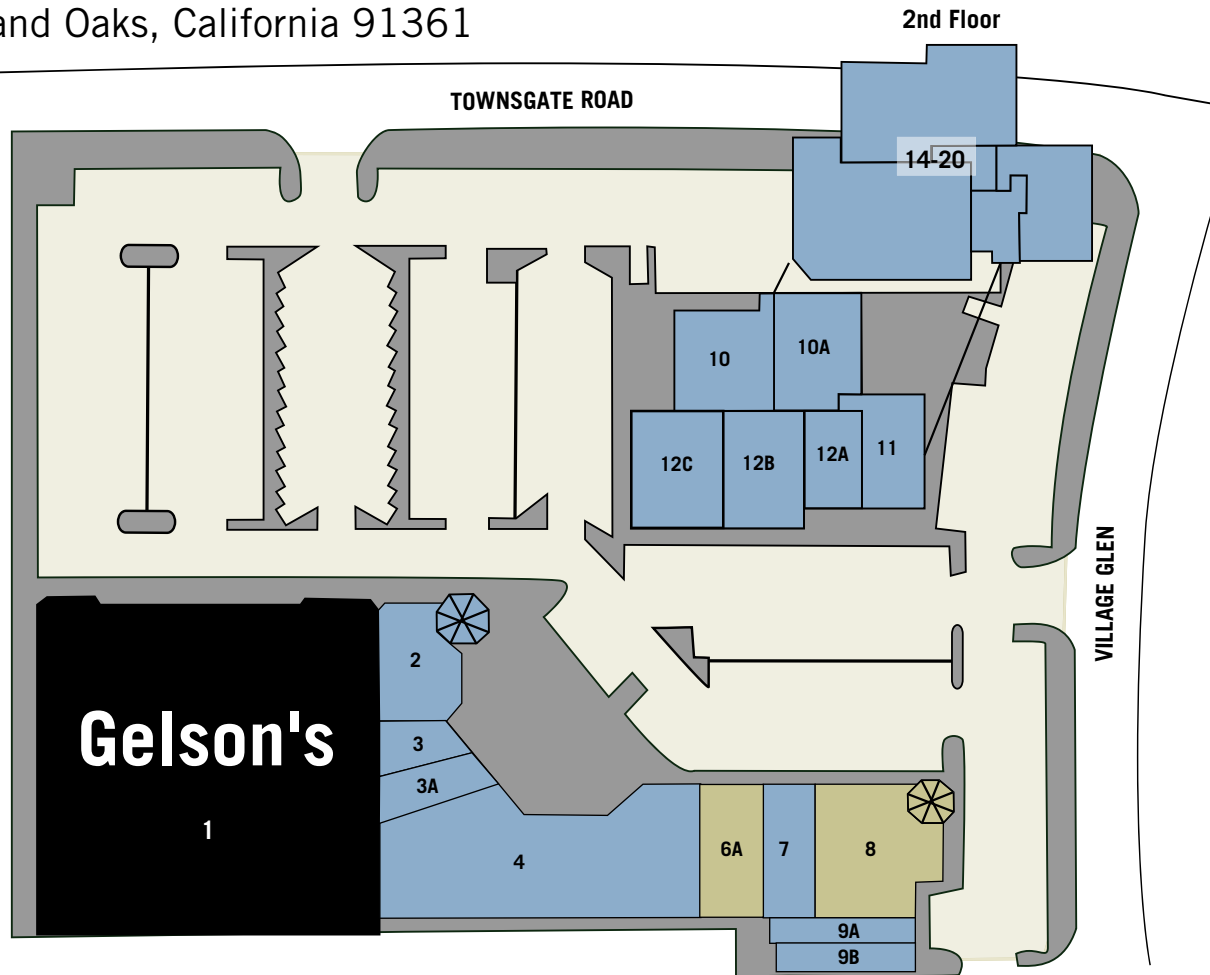 and Oaks, California 91361
2nd Floor
TOWNSGATE ROAD
14-20
10
10A
12C
12B
12A
11
VILLAGE GLEN
2
Gelson's
3
3A
1
4
6A
7
8
9A
9B